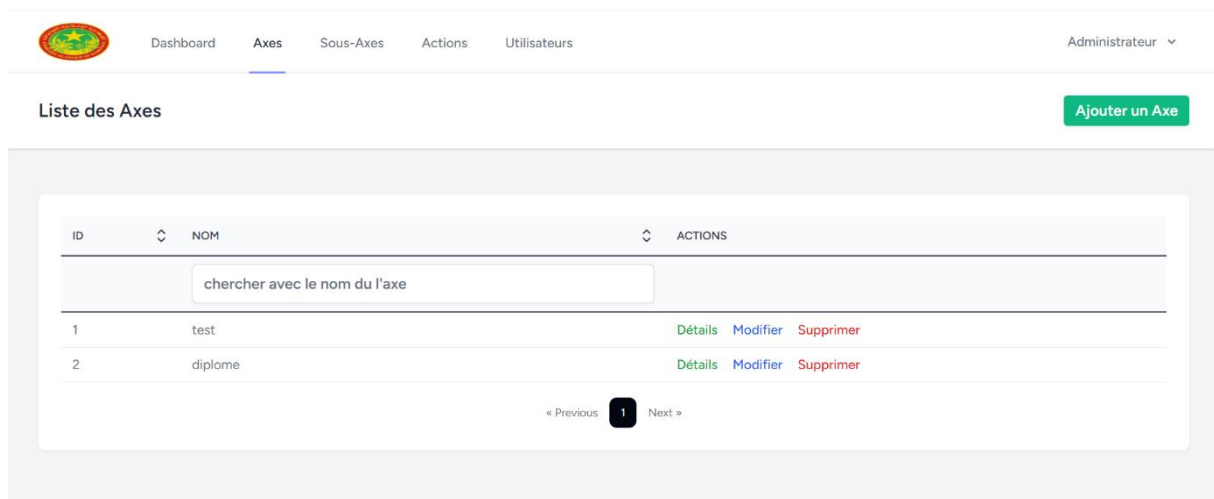 Dashboard Axes Sous-Axes Actions Utilisateurs Administrateur
Liste des Axes Ajouter un Axe
ID NOM ACTIONS
chercher avec le nom du l'axe
1 test Détails Modifier Supprimer
2 diplome Détails Modifier Supprimer
« Previous 1 Next »